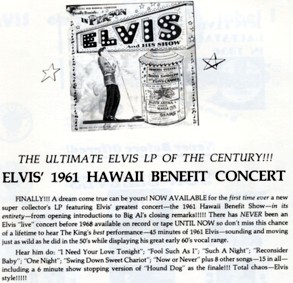 IN PERSON
ELVIS
AND HIS SHOW
THE ULTIMATE ELVIS LP OF THE CENTURY!!!
ELVIS' 1961 HAWAII BENEFIT CONCERT
FINALLY!!! A dream come true can be yours! NOW AVAILABLE for the first time ever a new
super collector's LP featuring Elvis' greatest concert—the 1961 Hawaii Benefit Show—in its
entirety—from opening introductions to Big Al's closing remarks!!!!! There has NEVER been an
Elvis "live" concert before 1968 available on record or tape UNTIL NOW so don't miss this chance
of a lifetime to hear The King's best performance—45 minutes of 1961 Elvis—sounding and moving
just as wild as he did in the 50's while displaying his great early 60's vocal range.
Hear him do: "I Need Your Love Tonight"; "Fool Such As I"; "Such A Night"; "Reconsider
Baby"; "One Night"; "Swing Down Sweet Chariot"; "Now or Never" plus 8 other songs—15 in all—
including a 6 minute show stopping version of "Hound Dog" as the finale!!! Total chaos—Elvis
style!!!!!